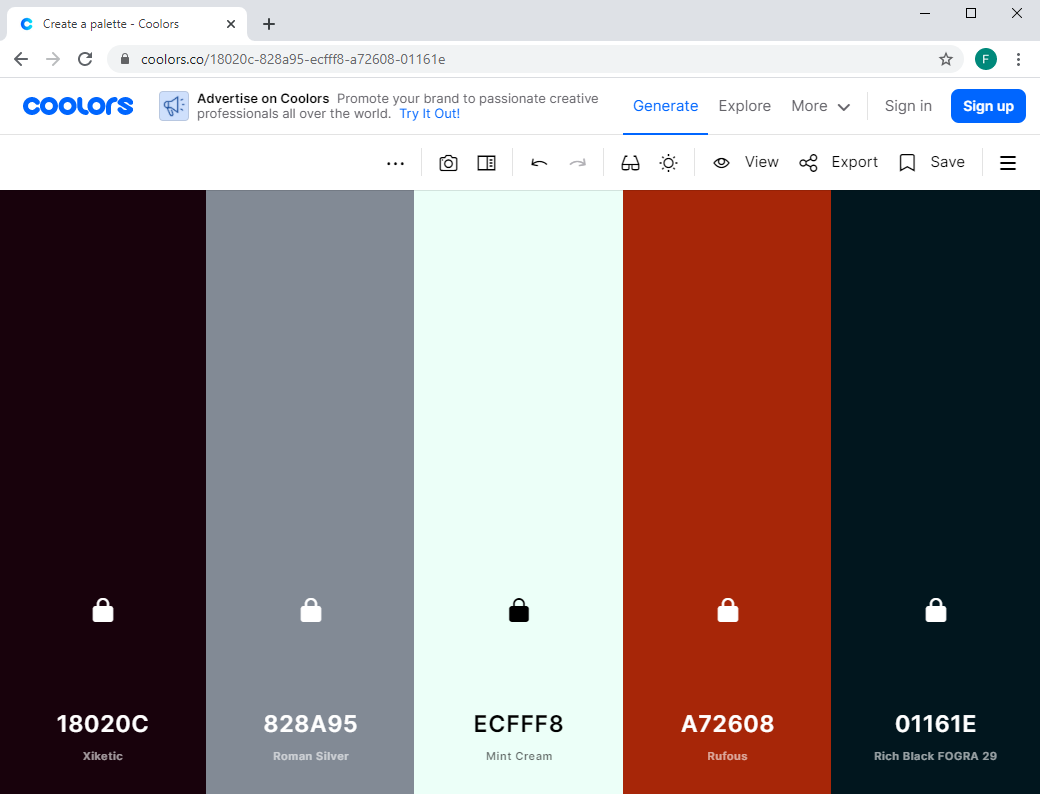 Create a palette - Coolors
coolors.co/18020c-828a95-ecfff8-a72608-01161e
F
coolors
Advertise on Coolors Promote your brand to passionate creative
professionals all over the world. Try It Out!
Generate
Explore
More
Sign in
Sign up
View
Export
Save
18020C
Xiketic
828A95
Roman Silver
ECFFF8
Mint Cream
A72608
Rufous
01161E
Rich Black FOGRA 29